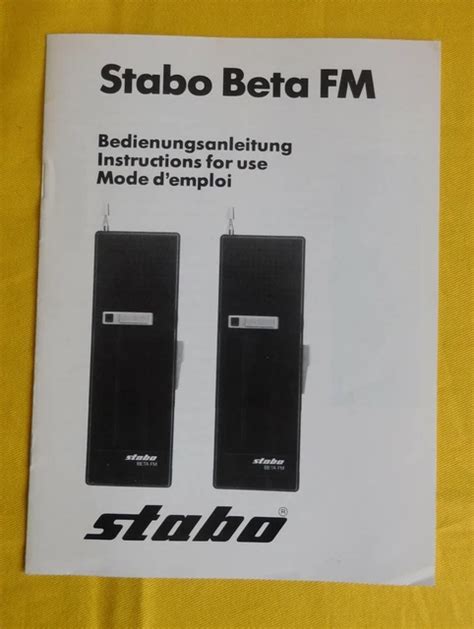 Stabo Beta FM
Bedienungsanleitung
Instructions for use
Mode d'emploi
stabo
BETA FM
stabo
BETA FM
stabo®